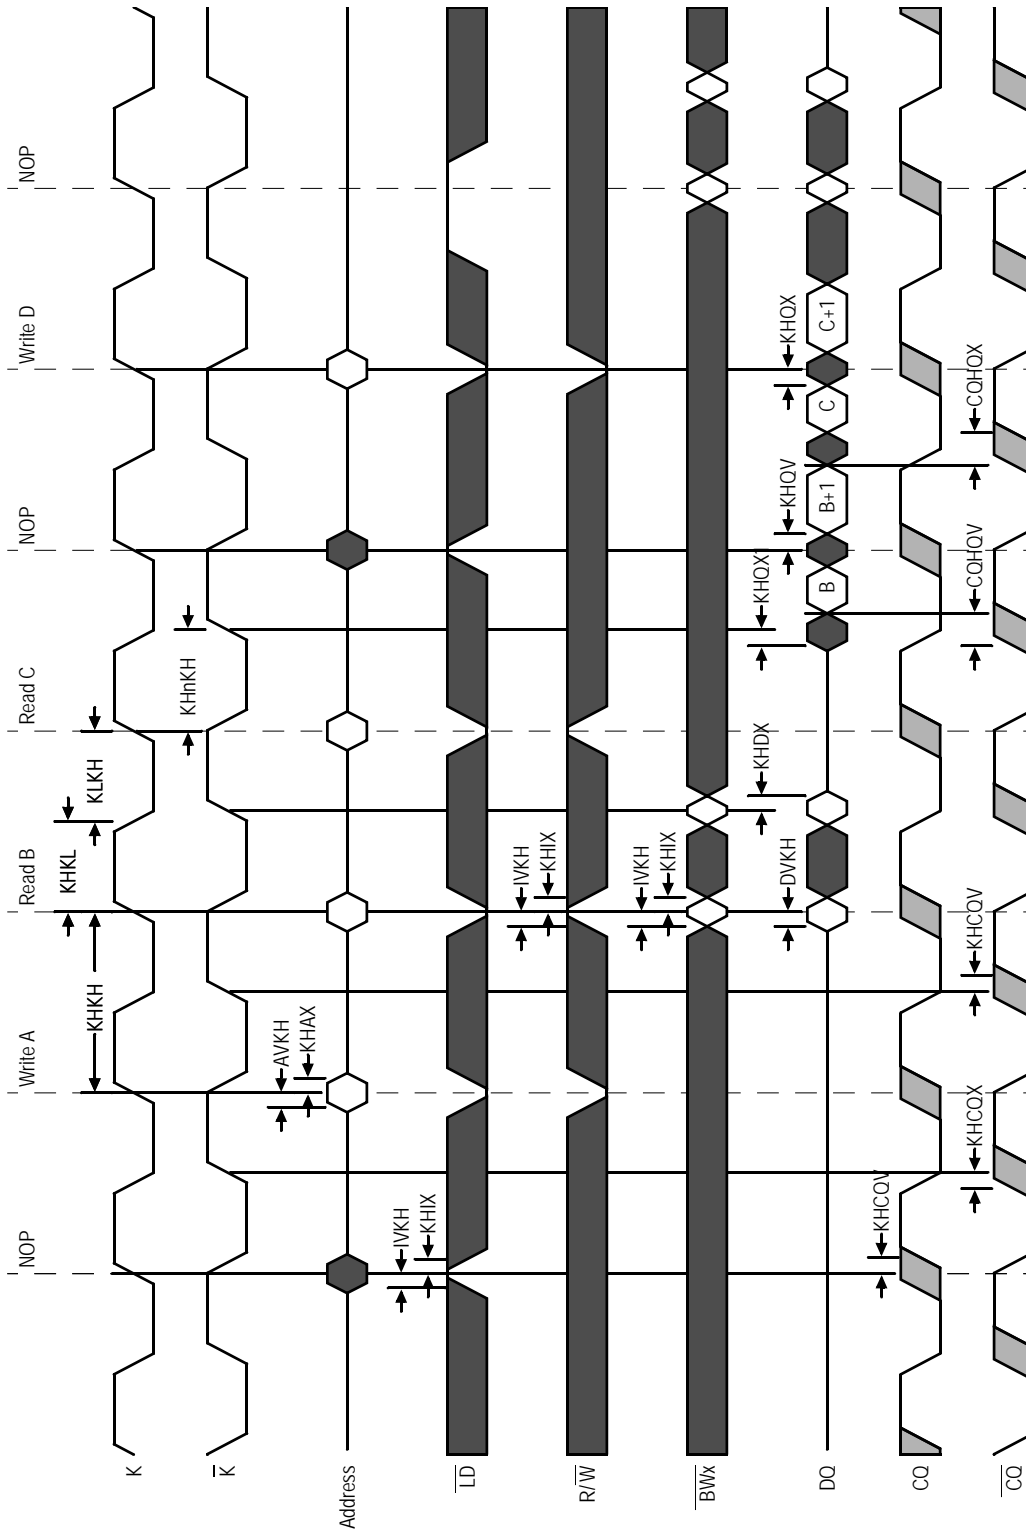 NOP
Write A
Read B
Read C
NOP
Write D
NOP
K
KHKH
KHKL
KLKH
K
KHnKH
Address
AVKH
KHAX
LD
IVKH
KHIX
R/W
IVKH
KHIX
BWx
IVKH
KHIX
DQ
DVKH
KHDX
KHQX1
KHQV
KHQX
B
B+1
C
C+1
CQ
KHCQV
CQ
KHCQX
KHCQV
CQHQV
CQHQX